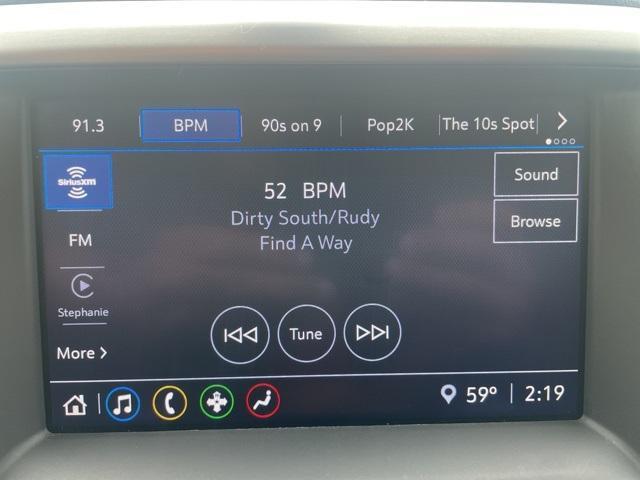 91.3 BPM 90s on 9 Pop2K The 10s Spot
SiriusXM
52 BPM
Sound
Dirty South/Rudy
Browse
FM
Find A Way
Stephanie
Tune
More
59° 2:19